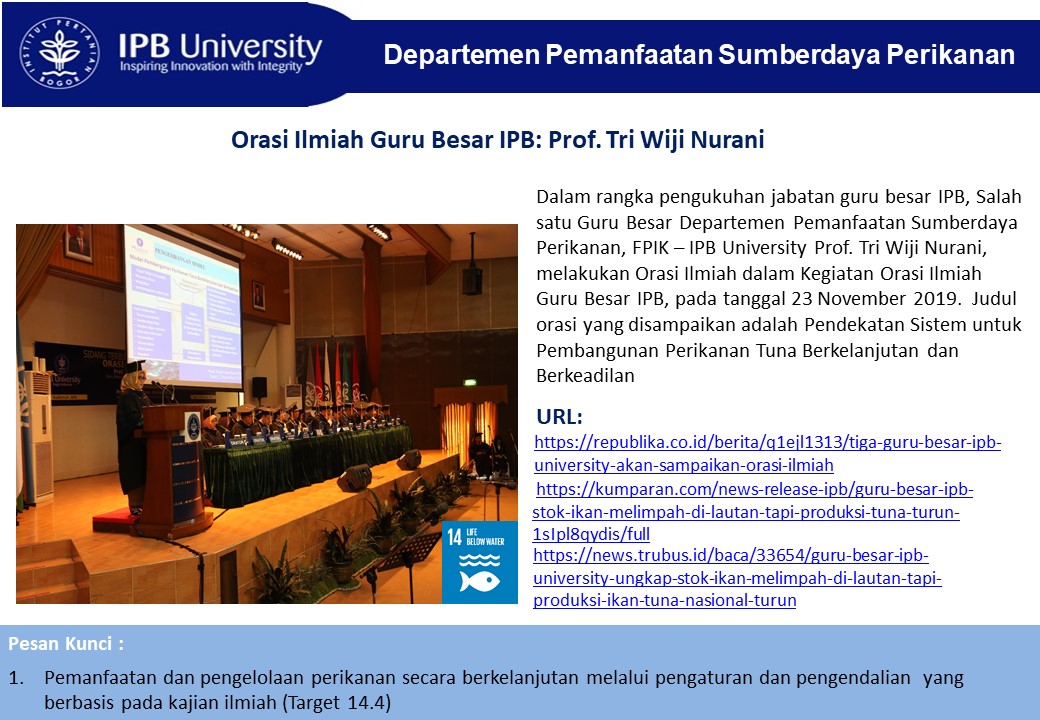 INSTITUT PERTANIAN BOGOR
IPB University
Inspiring Innovation with Integrity
Departemen Pemanfaatan Sumberdaya Perikanan
Orasi Ilmiah Guru Besar IPB: Prof. Tri Wiji Nurani
Dalam rangka pengukuhan jabatan guru besar IPB, Salah
satu Guru Besar Departemen Pemanfaatan Sumberdaya
Perikanan, FPIK – IPB University Prof. Tri Wiji Nurani,
melakukan Orasi Ilmiah dalam Kegiatan Orasi Ilmiah
Guru Besar IPB, pada tanggal 23 November 2019. Judul
orasi yang disampaikan adalah Pendekatan Sistem untuk
Pembangunan Perikanan Tuna Berkelanjutan dan
Berkeadilan
URL:
https://republika.co.id/berita/q1ejl1313/tiga-guru-besar-ipb-
university-akan-sampaikan-orasi-ilmiah
https://kumparan.com/news-release-ipb/guru-besar-ipb-
stok-ikan-melimpah-di-lautan-tapi-produksi-tuna-turun-
1sIpl8qydis/full
https://news.trubus.id/baca/33654/guru-besar-ipb-
university-ungkap-stok-ikan-melimpah-di-lautan-tapi-
produksi-ikan-tuna-nasional-turun
PENGEMBANGAN MODEL
SIDANG TERBUKA
ORASI
University
14 LIFE
BELOW WATER
Pesan Kunci :
1. Pemanfaatan dan pengelolaan perikanan secara berkelanjutan melalui pengaturan dan pengendalian yang
berbasis pada kajian ilmiah (Target 14.4)